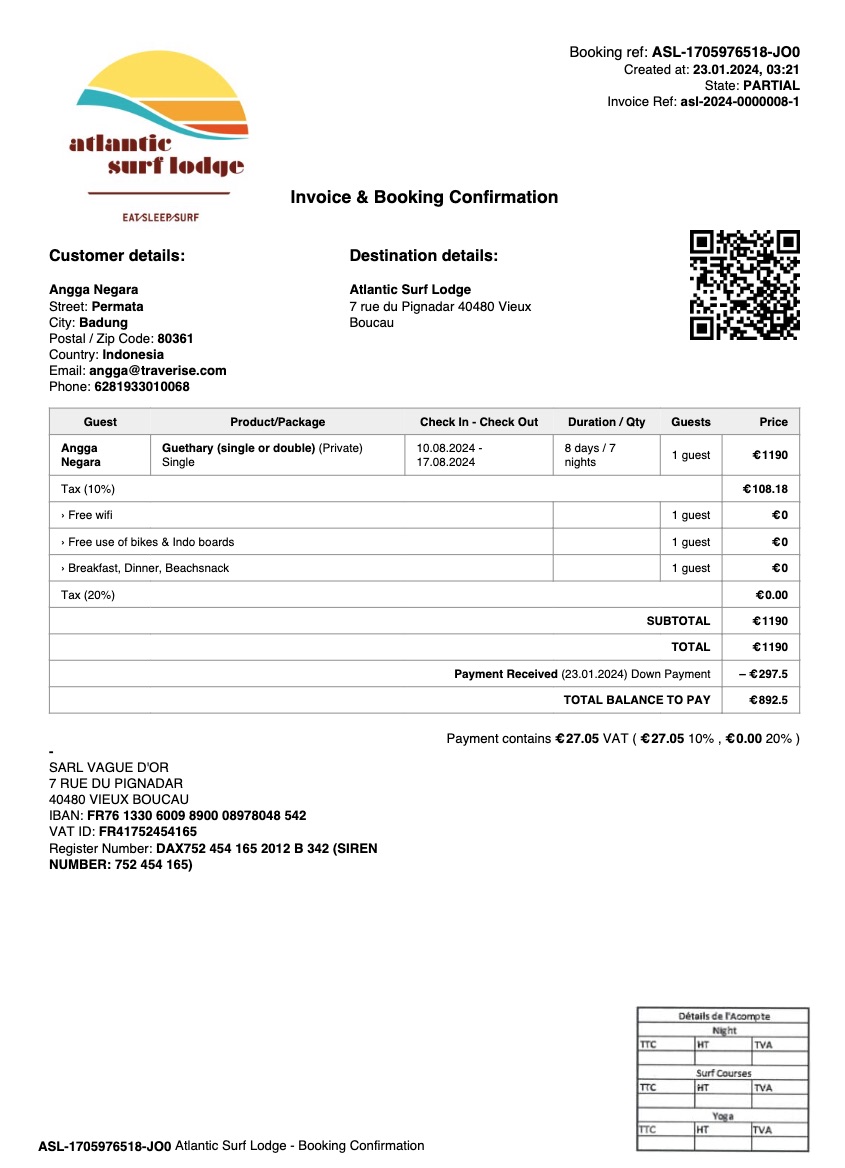 Booking ref: ASL-1705976518-JO0
Created at: 23.01.2024, 03:21
State: PARTIAL
Invoice Ref: asl-2024-0000008-1
atlantic
surf lodge
EAT/SLEEP/SURF
Invoice & Booking Confirmation
Customer details:
Angga Negara
Street: Permata
City: Badung
Postal / Zip Code: 80361
Country: Indonesia
Email: angga@traverise.com
Phone: 6281933010068
Destination details:
Atlantic Surf Lodge
7 rue du Pignadar 40480 Vieux
Boucau
Guest Product/Package Check In - Check Out Duration / Qty Guests Price
Angga Negara Guethary (single or double) (Private) Single 10.08.2024 - 17.08.2024 8 days / 7 nights 1 guest €1190
Tax (10%) €108.18
› Free wifi 1 guest €0
› Free use of bikes & Indo boards 1 guest €0
› Breakfast, Dinner, Beachsnack 1 guest €0
Tax (20%) €0.00
SUBTOTAL €1190
TOTAL €1190
Payment Received (23.01.2024) Down Payment – €297.5
TOTAL BALANCE TO PAY €892.5
Payment contains €27.05 VAT ( €27.05 10% , €0.00 20% )
-
SARL VAGUE D'OR
7 RUE DU PIGNADAR
40480 VIEUX BOUCAU
IBAN: FR76 1330 6009 8900 08978048 542
VAT ID: FR41752454165
Register Number: DAX752 454 165 2012 B 342 (SIREN
NUMBER: 752 454 165)
Détails de l'Acompte
Night
TTC HT TVA
Surf Courses
TTC HT TVA
Yoga
TTC HT TVA
ASL-1705976518-JO0 Atlantic Surf Lodge - Booking Confirmation